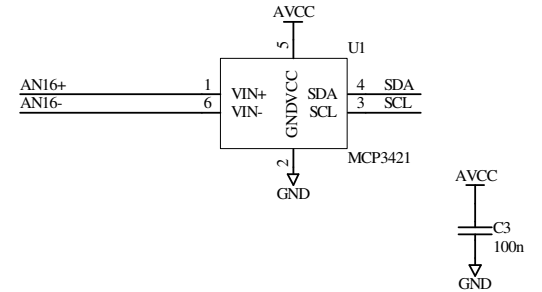 AVCC
5
U1
AN16+ 1 VIN+ SDA 4 SDA
AN16- 6 VIN- SCL 3 SCL
GNDVCC
2
MCP3421
GND
AVCC
C3
100n
GND